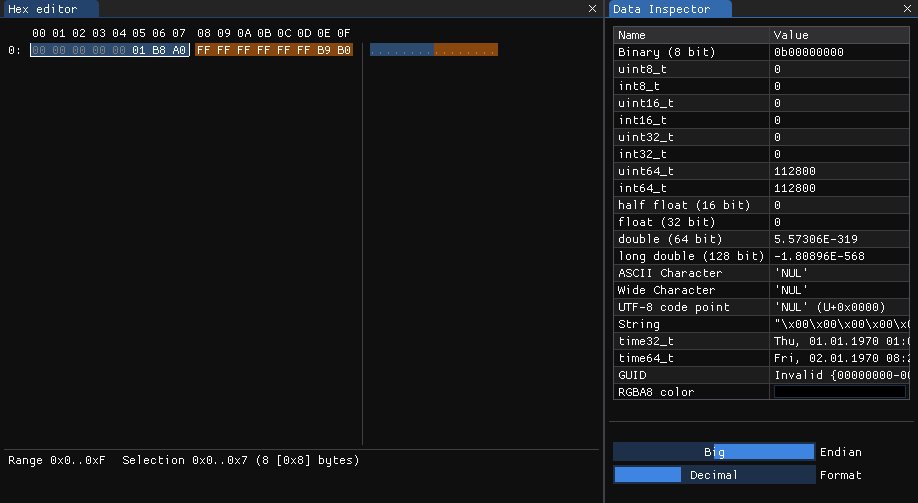 Hex editor
00 01 02 03 04 05 06 07 08 09 0A 0B 0C 0D 0E 0F
0: 00 00 00 00 00 01 B8 A0 FF FF FF FF FF FF B9 B0 ................
Range 0x0..0xF Selection 0x0..0x7 (8 [0x8] bytes)
Data Inspector
Name Value
Binary (8 bit) 0b00000000
uint8_t 0
int8_t 0
uint16_t 0
int16_t 0
uint32_t 0
int32_t 0
uint64_t 112800
int64_t 112800
half float (16 bit) 0
float (32 bit) 0
double (64 bit) 5.57306E-319
long double (128 bit) -1.80896E-568
ASCII Character 'NUL'
Wide Character 'NUL'
UTF-8 code point 'NUL' (U+0x0000)
String "\x00\x00\x00\x00\x0
time32_t Thu, 01.01.1970 01:0
time64_t Fri, 02.01.1970 08:2
GUID Invalid {00000000-00
RGBA8 color
Big Endian
Decimal Format